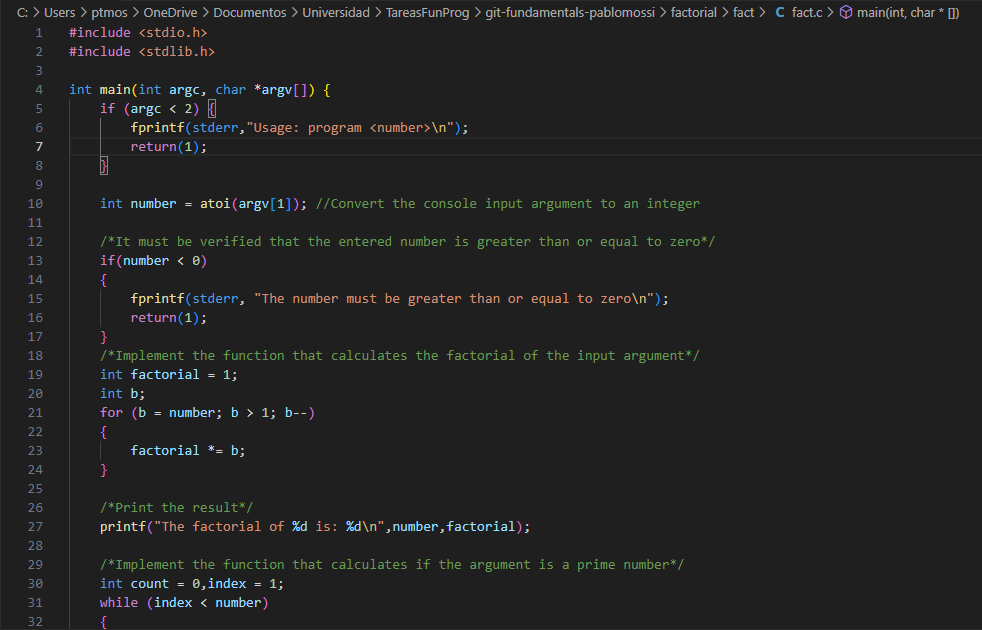 C: > Users > ptmos > OneDrive > Documentos > Universidad > TareasFunProg > git-fundamentals-pablomossi > factorial > fact > C fact.c > main(int, char * [])
1 #include <stdio.h>
2 #include <stdlib.h>
3
4 int main(int argc, char *argv[]) {
5 if (argc < 2) {
6 fprintf(stderr,"Usage: program <number>\n");
7 return(1);
8 }
9
10 int number = atoi(argv[1]); //Convert the console input argument to an integer
11
12 /*It must be verified that the entered number is greater than or equal to zero*/
13 if(number < 0)
14 {
15 fprintf(stderr, "The number must be greater than or equal to zero\n");
16 return(1);
17 }
18 /*Implement the function that calculates the factorial of the input argument*/
19 int factorial = 1;
20 int b;
21 for (b = number; b > 1; b--)
22 {
23 factorial *= b;
24 }
25
26 /*Print the result*/
27 printf("The factorial of %d is: %d\n",number,factorial);
28
29 /*Implement the function that calculates if the argument is a prime number*/
30 int count = 0,index = 1;
31 while (index < number)
32 {